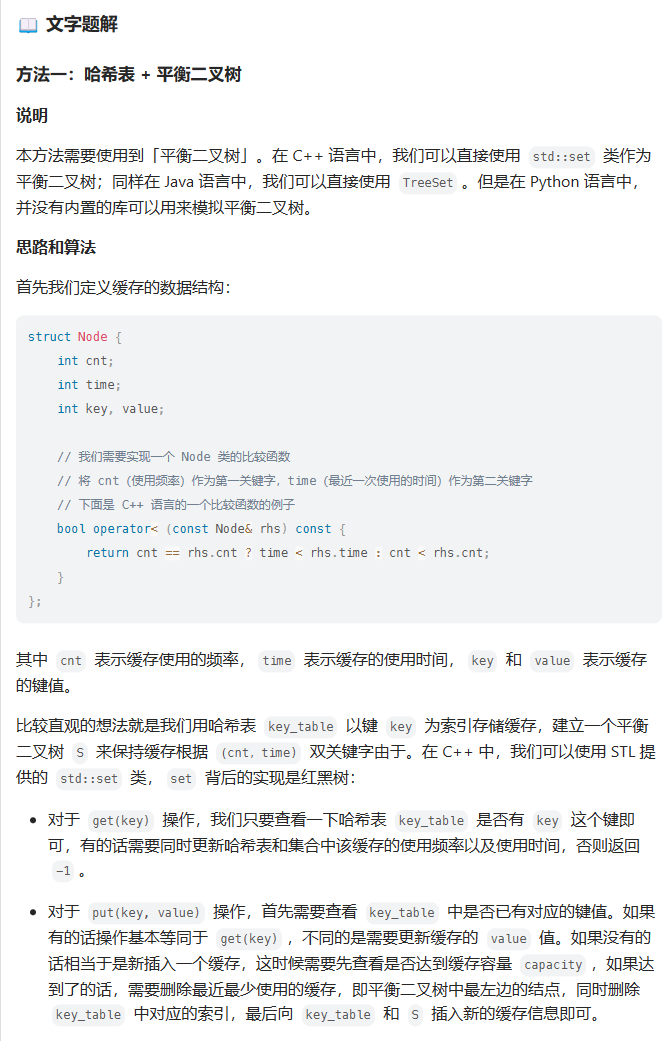 📖 文字题解
方法一：哈希表 + 平衡二叉树
说明
本方法需要使用到「平衡二叉树」。在 C++ 语言中，我们可以直接使用 std::set 类作为
平衡二叉树；同样在 Java 语言中，我们可以直接使用 TreeSet 。但是在 Python 语言中，
并没有内置的库可以用来模拟平衡二叉树。
思路和算法
首先我们定义缓存的数据结构：
struct Node {
    int cnt;
    int time;
    int key, value;
    // 我们需要实现一个 Node 类的比较函数
    // 将 cnt（使用频率）作为第一关键字，time（最近一次使用的时间）作为第二关键字
    // 下面是 C++ 语言的一个比较函数的例子
    bool operator< (const Node& rhs) const {
        return cnt == rhs.cnt ? time < rhs.time : cnt < rhs.cnt;
    }
};
其中 cnt 表示缓存使用的频率， time 表示缓存的使用时间， key 和 value 表示缓存
的键值。
比较直观的想法就是我们用哈希表 key_table 以键 key 为索引存储缓存，建立一个平衡
二叉树 S 来保持缓存根据 (cnt, time) 双关键字由于。在 C++ 中，我们可以使用 STL 提
供的 std::set 类， set 背后的实现是红黑树：
• 对于 get(key) 操作，我们只要查看一下哈希表 key_table 是否有 key 这个键即
可，有的话需要同时更新哈希表和集合中该缓存的使用频率以及使用时间，否则返回
-1 。
• 对于 put(key, value) 操作，首先需要查看 key_table 中是否已有对应的键值。如果
有的话操作基本等同于 get(key) ，不同的是需要更新缓存的 value 值。如果没有的
话相当于是新插入一个缓存，这时候需要先查看是否达到缓存容量 capacity ，如果达
到了的话，需要删除最近最少使用的缓存，即平衡二叉树中最左边的结点，同时删除
key_table 中对应的索引，最后向 key_table 和 S 插入新的缓存信息即可。